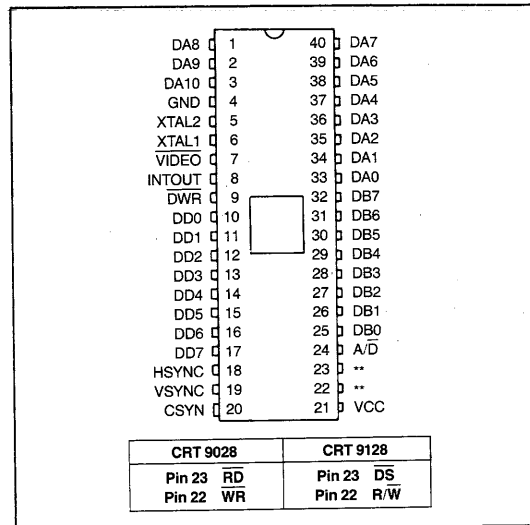 DA8 1 40 DA7
DA9 2 39 DA6
DA10 3 38 DA5
GND 4 37 DA4
XTAL2 5 36 DA3
XTAL1 6 35 DA2
VIDEO 7 34 DA1
INTOUT 8 33 DA0
DWR 9 32 DB7
DD0 10 31 DB6
DD1 11 30 DB5
DD2 12 29 DB4
DD3 13 28 DB3
DD4 14 27 DB2
DD5 15 26 DB1
DD6 16 25 DB0
DD7 17 24 A/D
HSYNC 18 23 **
VSYNC 19 22 **
CSYN 20 21 VCC
CRT 9028 CRT 9128
Pin 23 RD Pin 23 DS
Pin 22 WR Pin 22 R/W